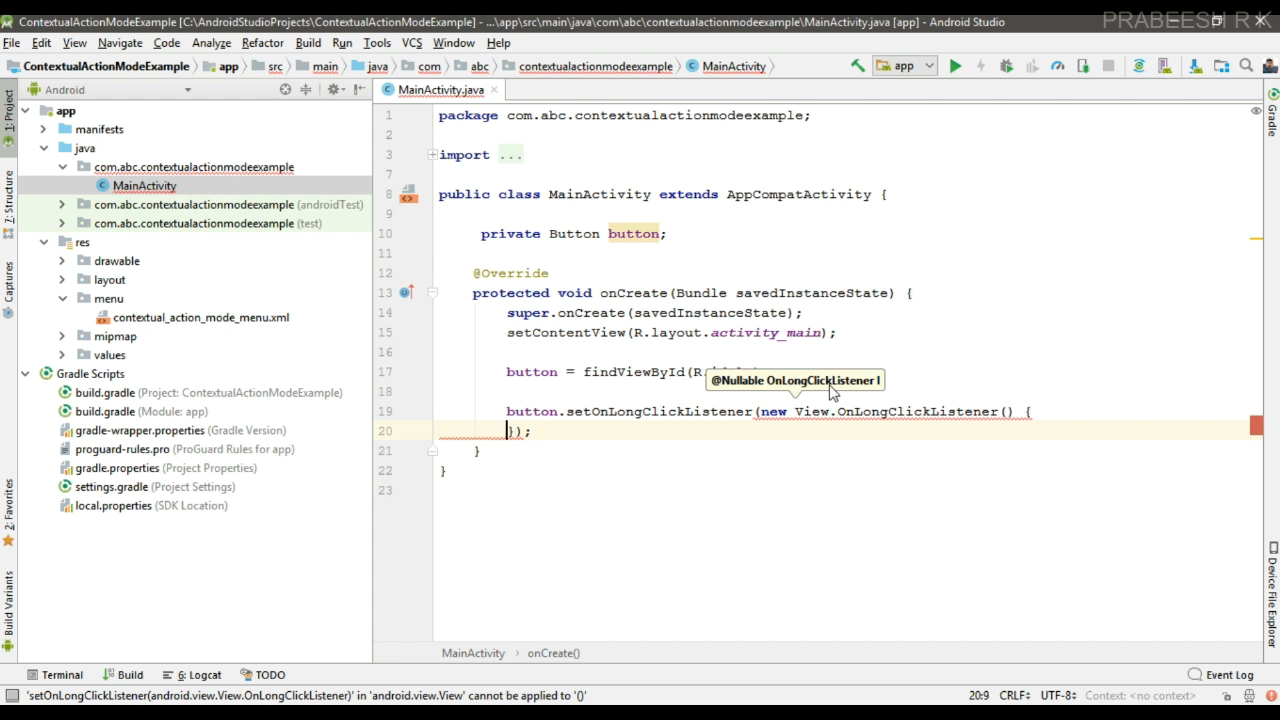 ContextualActionModeExample [C:\AndroidStudioProjects\ContextualActionModeExample] - ...\app\src\main\java\com\abc\contextualactionmodeexample\MainActivity.java [app] - Android Studio
PRABEESH R K
File Edit View Navigate Code Analyze Refactor Build Run Tools VCS Window Help
ContextualActionModeExample app src main java com abc contextualactionmodeexample MainActivity app
Android
MainActivity.java
1: Project
7: Structure
Captures
2: Favorites
Build Variants
app
manifests
java
com.abc.contextualactionmodeexample
MainActivity
com.abc.contextualactionmodeexample (androidTest)
com.abc.contextualactionmodeexample (test)
res
drawable
layout
menu
contextual_action_mode_menu.xml
mipmap
values
Gradle Scripts
build.gradle (Project: ContextualActionModeExample)
build.gradle (Module: app)
gradle-wrapper.properties (Gradle Version)
proguard-rules.pro (ProGuard Rules for app)
gradle.properties (Project Properties)
settings.gradle (Project Settings)
local.properties (SDK Location)
1 package com.abc.contextualactionmodeexample;
2
3 import ...
7
8 public class MainActivity extends AppCompatActivity {
9
10 private Button button;
11
12 @Override
13 protected void onCreate(Bundle savedInstanceState) {
14 super.onCreate(savedInstanceState);
15 setContentView(R.layout.activity_main);
16
17 button = findViewById(R.
@Nullable OnLongClickListener l
18
19 button.setOnLongClickListener(new View.OnLongClickListener() {
20 });
21 }
22 }
23
Gradle
Device File Explorer
MainActivity › onCreate()
Terminal Build 6: Logcat TODO Event Log
'setOnLongClickListener(android.view.View.OnLongClickListener)' in 'android.view.View' cannot be applied to '()' 20:9 CRLF UTF-8 Context: <no context>